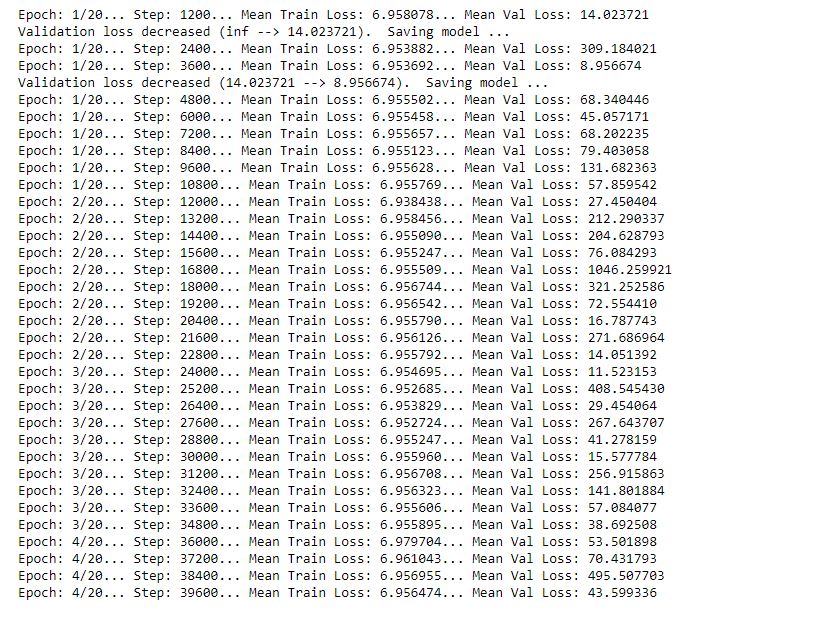 Epoch: 1/20... Step: 1200... Mean Train Loss: 6.958078... Mean Val Loss: 14.023721
Validation loss decreased (inf --> 14.023721).  Saving model ...
Epoch: 1/20... Step: 2400... Mean Train Loss: 6.953882... Mean Val Loss: 309.184021
Epoch: 1/20... Step: 3600... Mean Train Loss: 6.953692... Mean Val Loss: 8.956674
Validation loss decreased (14.023721 --> 8.956674).  Saving model ...
Epoch: 1/20... Step: 4800... Mean Train Loss: 6.955502... Mean Val Loss: 68.340446
Epoch: 1/20... Step: 6000... Mean Train Loss: 6.955458... Mean Val Loss: 45.057171
Epoch: 1/20... Step: 7200... Mean Train Loss: 6.955657... Mean Val Loss: 68.202235
Epoch: 1/20... Step: 8400... Mean Train Loss: 6.955123... Mean Val Loss: 79.403058
Epoch: 1/20... Step: 9600... Mean Train Loss: 6.955628... Mean Val Loss: 131.682363
Epoch: 1/20... Step: 10800... Mean Train Loss: 6.955769... Mean Val Loss: 57.859542
Epoch: 2/20... Step: 12000... Mean Train Loss: 6.938438... Mean Val Loss: 27.450404
Epoch: 2/20... Step: 13200... Mean Train Loss: 6.958456... Mean Val Loss: 212.290337
Epoch: 2/20... Step: 14400... Mean Train Loss: 6.955090... Mean Val Loss: 204.628793
Epoch: 2/20... Step: 15600... Mean Train Loss: 6.955247... Mean Val Loss: 76.084293
Epoch: 2/20... Step: 16800... Mean Train Loss: 6.955509... Mean Val Loss: 1046.259921
Epoch: 2/20... Step: 18000... Mean Train Loss: 6.956744... Mean Val Loss: 321.252586
Epoch: 2/20... Step: 19200... Mean Train Loss: 6.956542... Mean Val Loss: 72.554410
Epoch: 2/20... Step: 20400... Mean Train Loss: 6.955790... Mean Val Loss: 16.787743
Epoch: 2/20... Step: 21600... Mean Train Loss: 6.956126... Mean Val Loss: 271.686964
Epoch: 2/20... Step: 22800... Mean Train Loss: 6.955792... Mean Val Loss: 14.051392
Epoch: 3/20... Step: 24000... Mean Train Loss: 6.954695... Mean Val Loss: 11.523153
Epoch: 3/20... Step: 25200... Mean Train Loss: 6.952685... Mean Val Loss: 408.545430
Epoch: 3/20... Step: 26400... Mean Train Loss: 6.953829... Mean Val Loss: 29.454064
Epoch: 3/20... Step: 27600... Mean Train Loss: 6.952724... Mean Val Loss: 267.643707
Epoch: 3/20... Step: 28800... Mean Train Loss: 6.955247... Mean Val Loss: 41.278159
Epoch: 3/20... Step: 30000... Mean Train Loss: 6.955960... Mean Val Loss: 15.577784
Epoch: 3/20... Step: 31200... Mean Train Loss: 6.956708... Mean Val Loss: 256.915863
Epoch: 3/20... Step: 32400... Mean Train Loss: 6.956323... Mean Val Loss: 141.801884
Epoch: 3/20... Step: 33600... Mean Train Loss: 6.955606... Mean Val Loss: 57.084077
Epoch: 3/20... Step: 34800... Mean Train Loss: 6.955895... Mean Val Loss: 38.692508
Epoch: 4/20... Step: 36000... Mean Train Loss: 6.979704... Mean Val Loss: 53.501898
Epoch: 4/20... Step: 37200... Mean Train Loss: 6.961043... Mean Val Loss: 70.431793
Epoch: 4/20... Step: 38400... Mean Train Loss: 6.956955... Mean Val Loss: 495.507703
Epoch: 4/20... Step: 39600... Mean Train Loss: 6.956474... Mean Val Loss: 43.599336